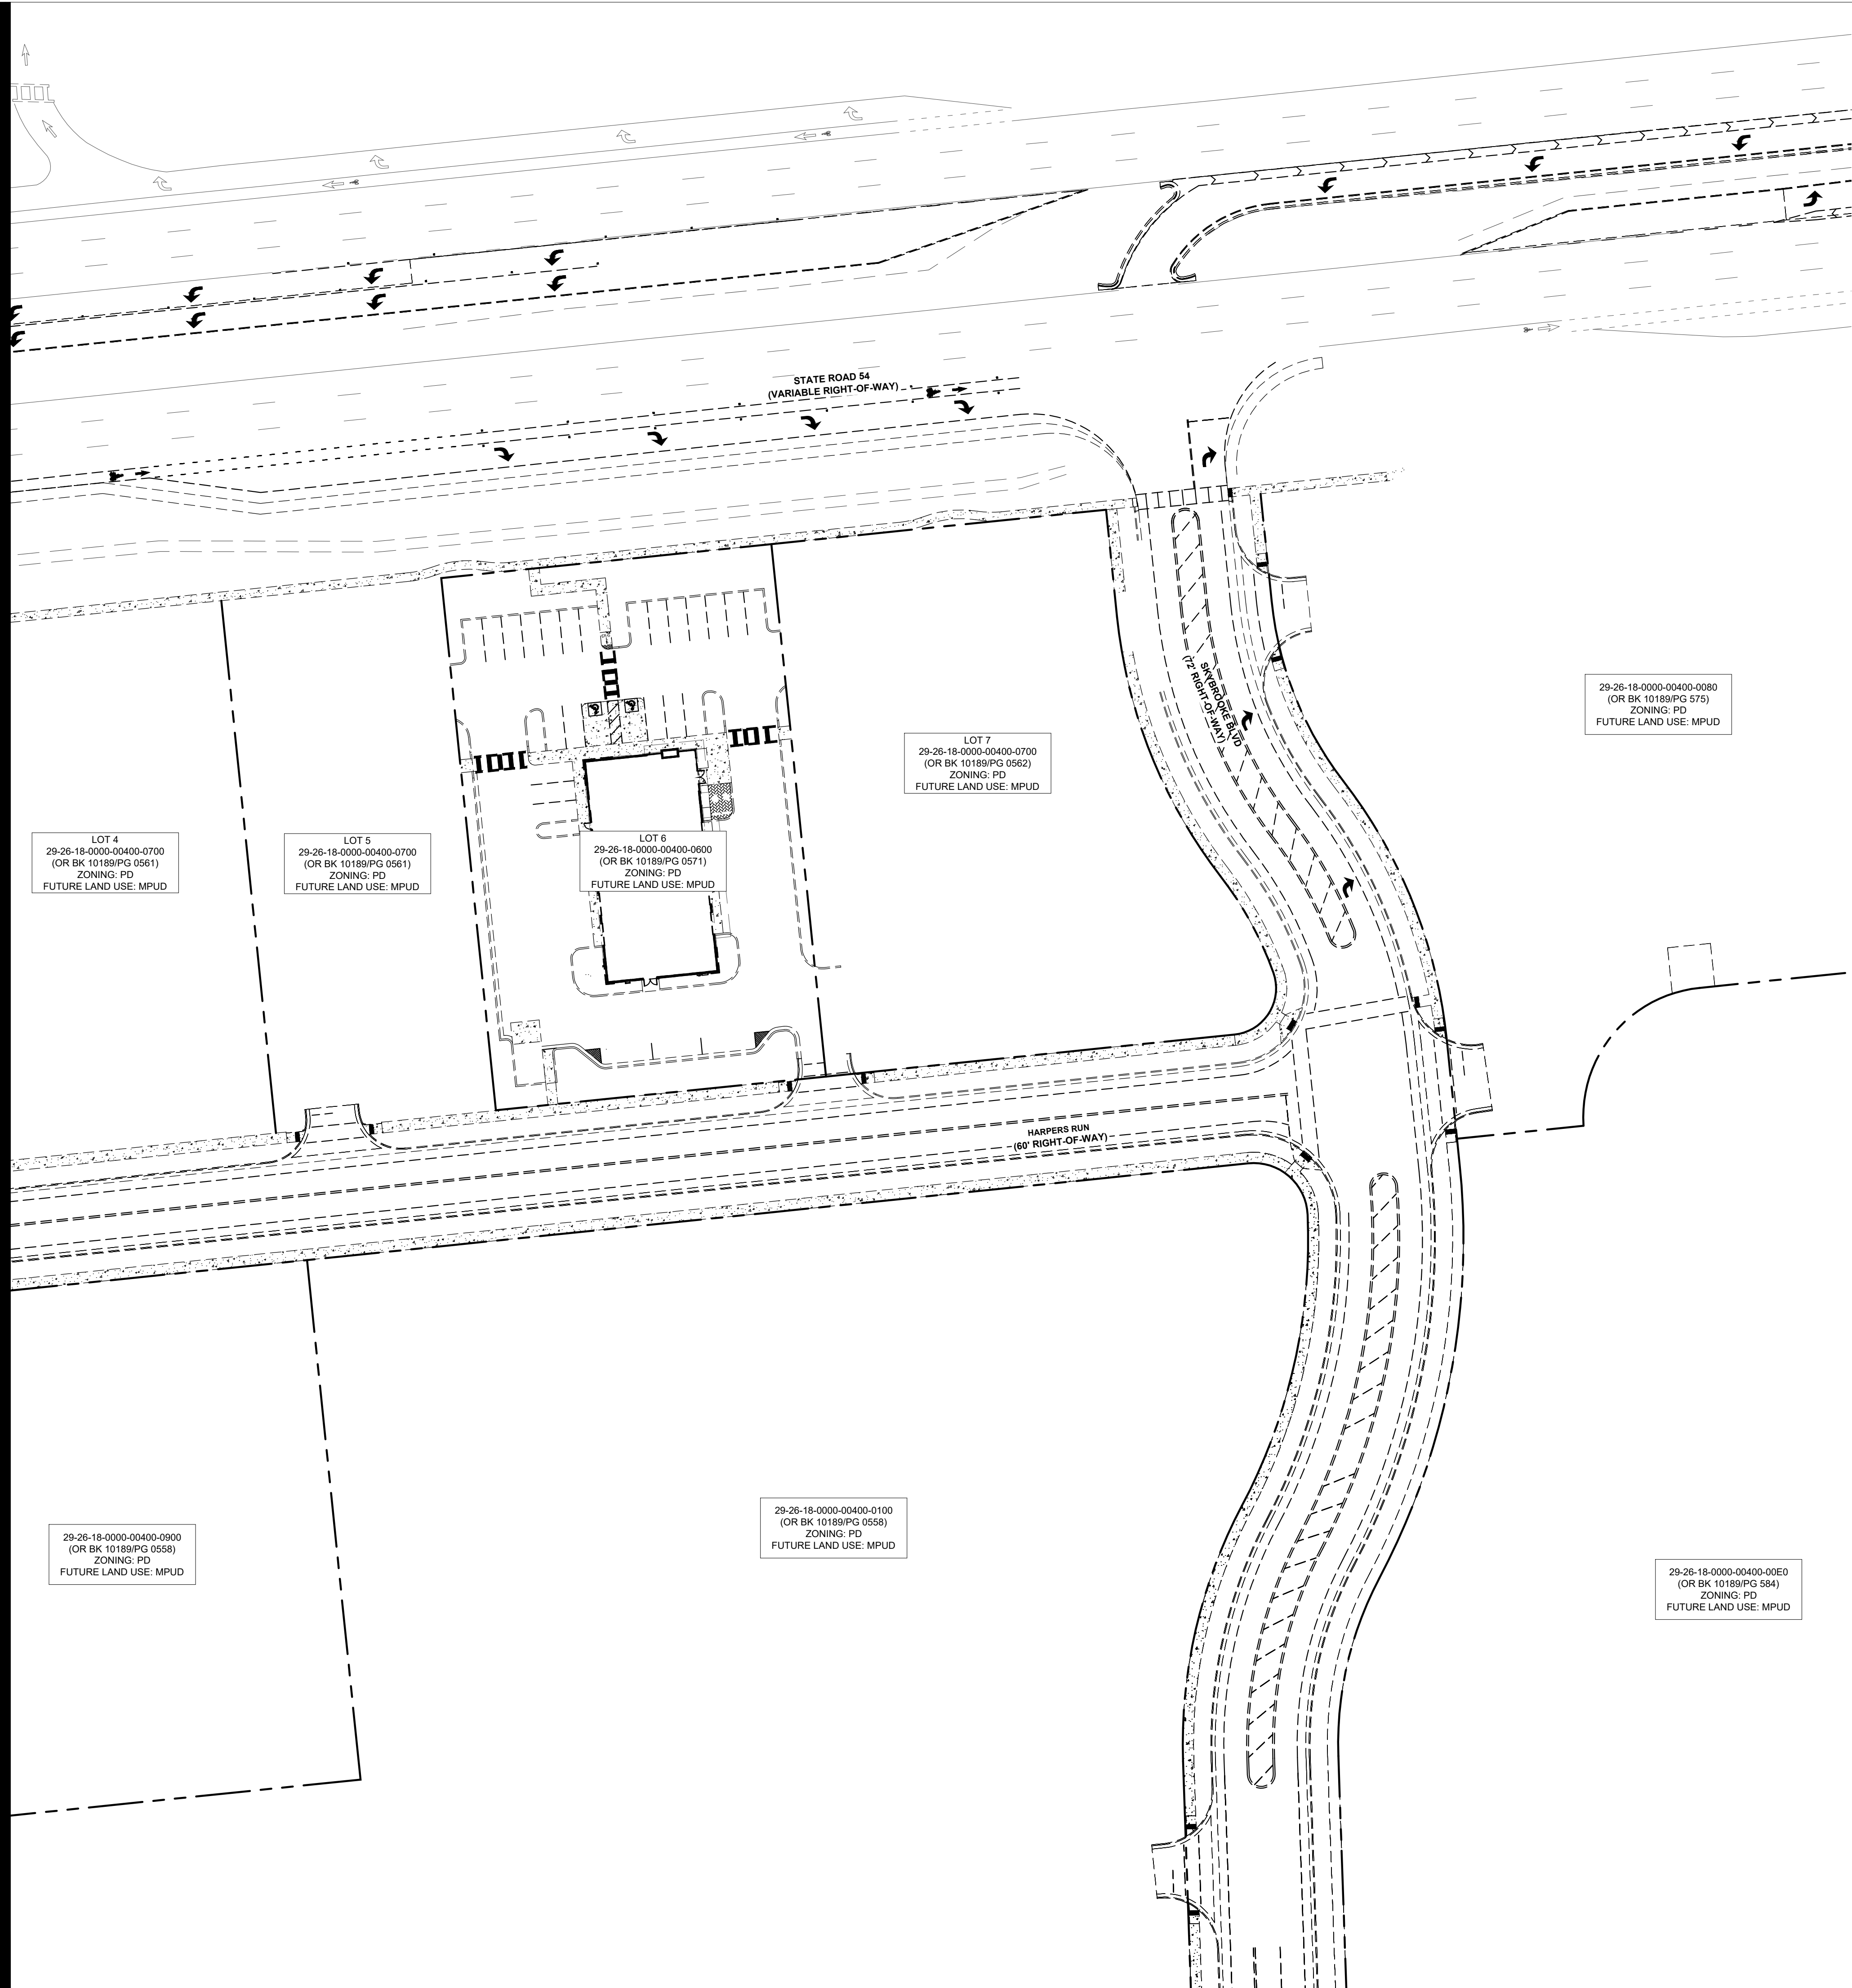 STATE ROAD 54
(VARIABLE RIGHT-OF-WAY)
SKYBROOKE BLVD
(72' RIGHT-OF-WAY)
29-26-18-0000-00400-0080
(OR BK 10189/PG 575)
ZONING: PD
FUTURE LAND USE: MPUD
LOT 7
29-26-18-0000-00400-0700
(OR BK 10189/PG 0562)
ZONING: PD
FUTURE LAND USE: MPUD
LOT 4
29-26-18-0000-00400-0700
(OR BK 10189/PG 0561)
ZONING: PD
FUTURE LAND USE: MPUD
LOT 5
29-26-18-0000-00400-0700
(OR BK 10189/PG 0561)
ZONING: PD
FUTURE LAND USE: MPUD
LOT 6
29-26-18-0000-00400-0600
(OR BK 10189/PG 0571)
ZONING: PD
FUTURE LAND USE: MPUD
HARPERS RUN
(60' RIGHT-OF-WAY)
29-26-18-0000-00400-0900
(OR BK 10189/PG 0558)
ZONING: PD
FUTURE LAND USE: MPUD
29-26-18-0000-00400-0100
(OR BK 10189/PG 0558)
ZONING: PD
FUTURE LAND USE: MPUD
29-26-18-0000-00400-00E0
(OR BK 10189/PG 584)
ZONING: PD
FUTURE LAND USE: MPUD